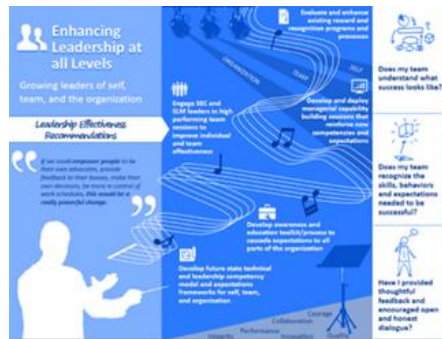 Enhancing
Leadership at
all Levels
Growing leaders of self,
team, and the organization
Leadership Effectiveness
Recommendations
If we could empower people to be
their own advocates, provide
feedback to their bosses, make their
own decisions, be more in control of
work schedules, this would be a
really powerful change.
Evaluate and enhance
existing reward and
recognition programs and
processes
ORGANIZATION
TEAM
SELF
Engage SEC and
SLM leaders in high
performing team
sessions to
improve individual
and team
effectiveness
Develop and deploy
managerial capability
building sessions that
reinforce new
competencies and
expectations
Develop awareness and
education toolkit/process to
cascade expectations to all
parts of the organization
Develop future state technical
and leadership competency
model and expectations
frameworks for self, team,
and organization
Courage
Collaboration
Performance
Innovation
Quality
Does my team
understand what
success looks like?
Does my team
recognize the
skills, behaviors
and expectations
needed to be
successful?
Have I provided
thoughtful
feedback and
encouraged open
and honest
dialogue?